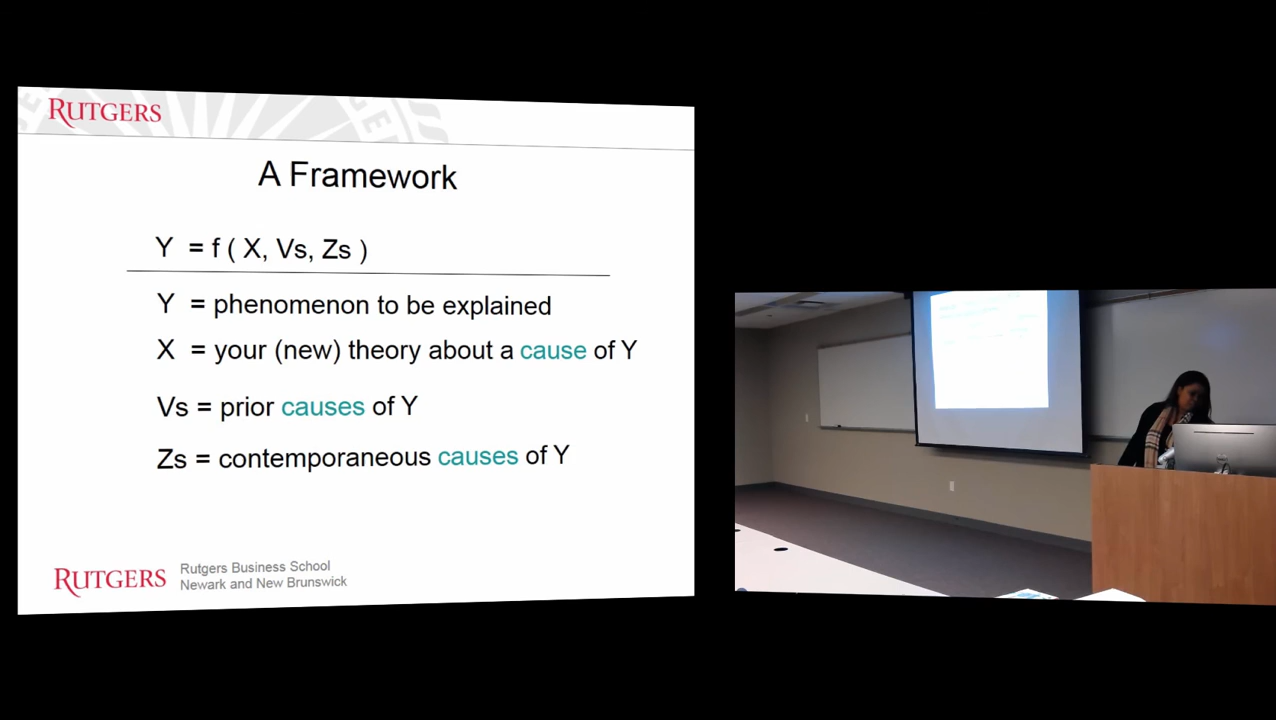 RUTGERS
A Framework
Y = f ( X, Vs, Zs )
Y = phenomenon to be explained
X = your (new) theory about a cause of Y
Vs = prior causes of Y
Zs = contemporaneous causes of Y
RUTGERS
Rutgers Business School
Newark and New Brunswick